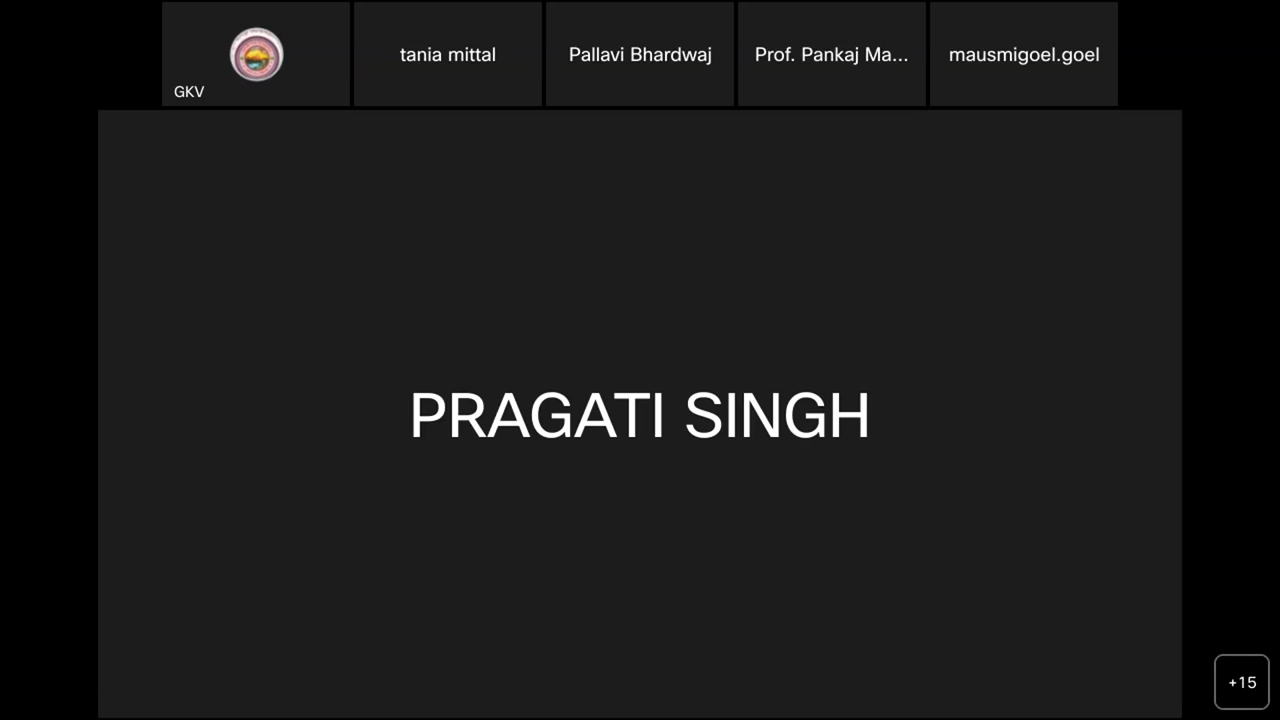 GKV
tania mittal
Pallavi Bhardwaj
Prof. Pankaj Ma...
mausmigoel.goel
PRAGATI SINGH
+15